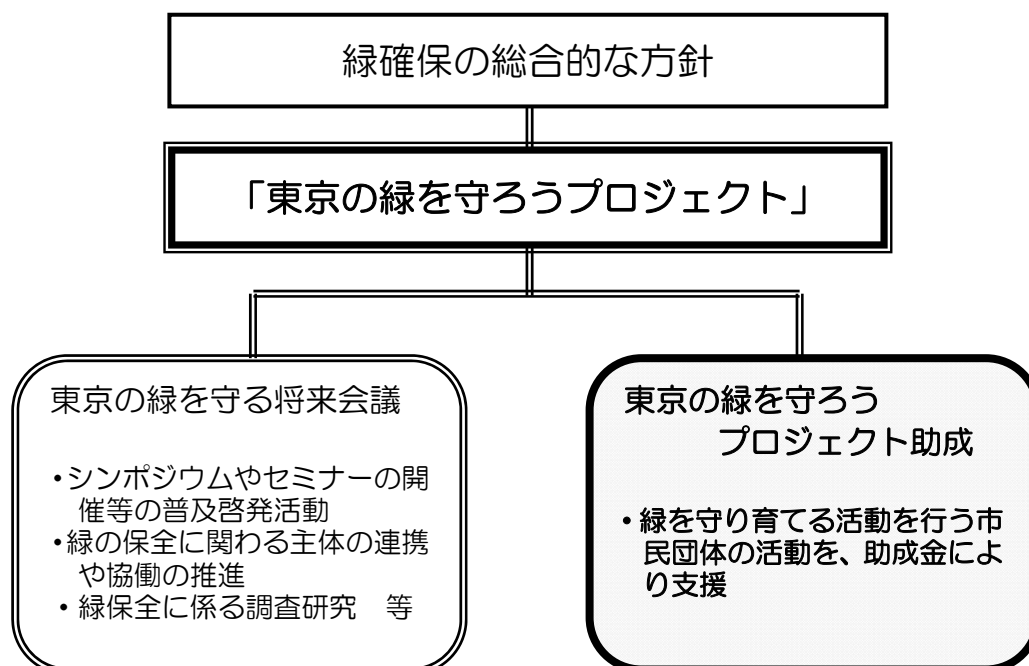 緑確保の総合的な方針
「東京の緑を守ろうプロジェクト」
東京の緑を守る将来会議
・シンポジウムやセミナーの開
催等の普及啓発活動
・緑の保全に関わる主体の連携
や協働の推進
・緑保全に係る調査研究　等
東京の緑を守ろう
プロジェクト助成
・緑を守り育てる活動を行う市
民団体の活動を、助成金によ
り支援